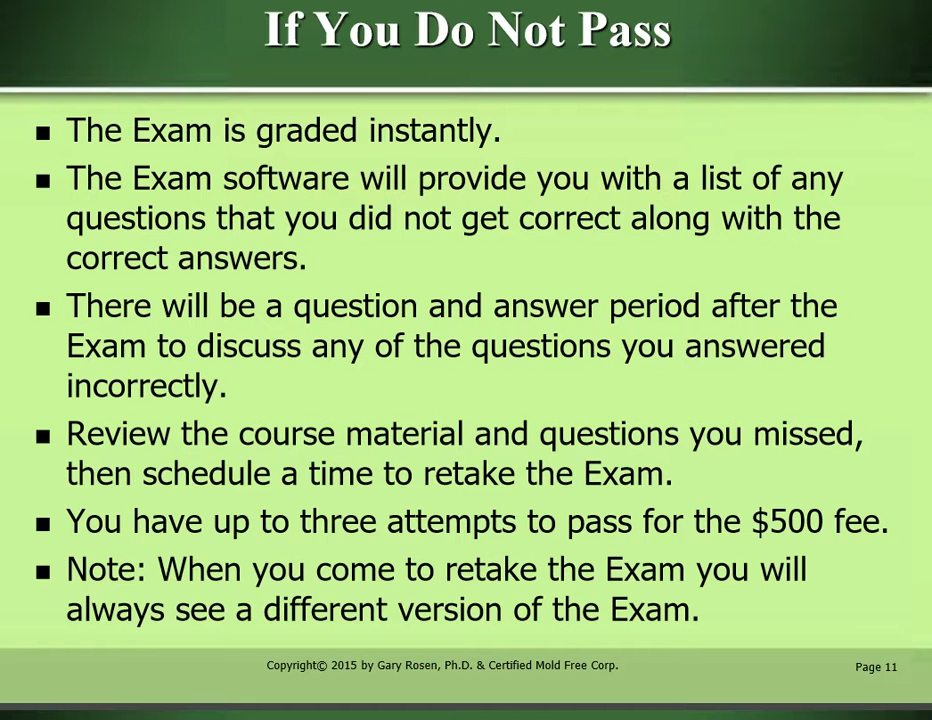 If You Do Not Pass
▪ The Exam is graded instantly.
▪ The Exam software will provide you with a list of any
questions that you did not get correct along with the
correct answers.
▪ There will be a question and answer period after the
Exam to discuss any of the questions you answered
incorrectly.
▪ Review the course material and questions you missed,
then schedule a time to retake the Exam.
▪ You have up to three attempts to pass for the $500 fee.
▪ Note: When you come to retake the Exam you will
always see a different version of the Exam.
Copyright© 2015 by Gary Rosen, Ph.D. & Certified Mold Free Corp.
Page 11